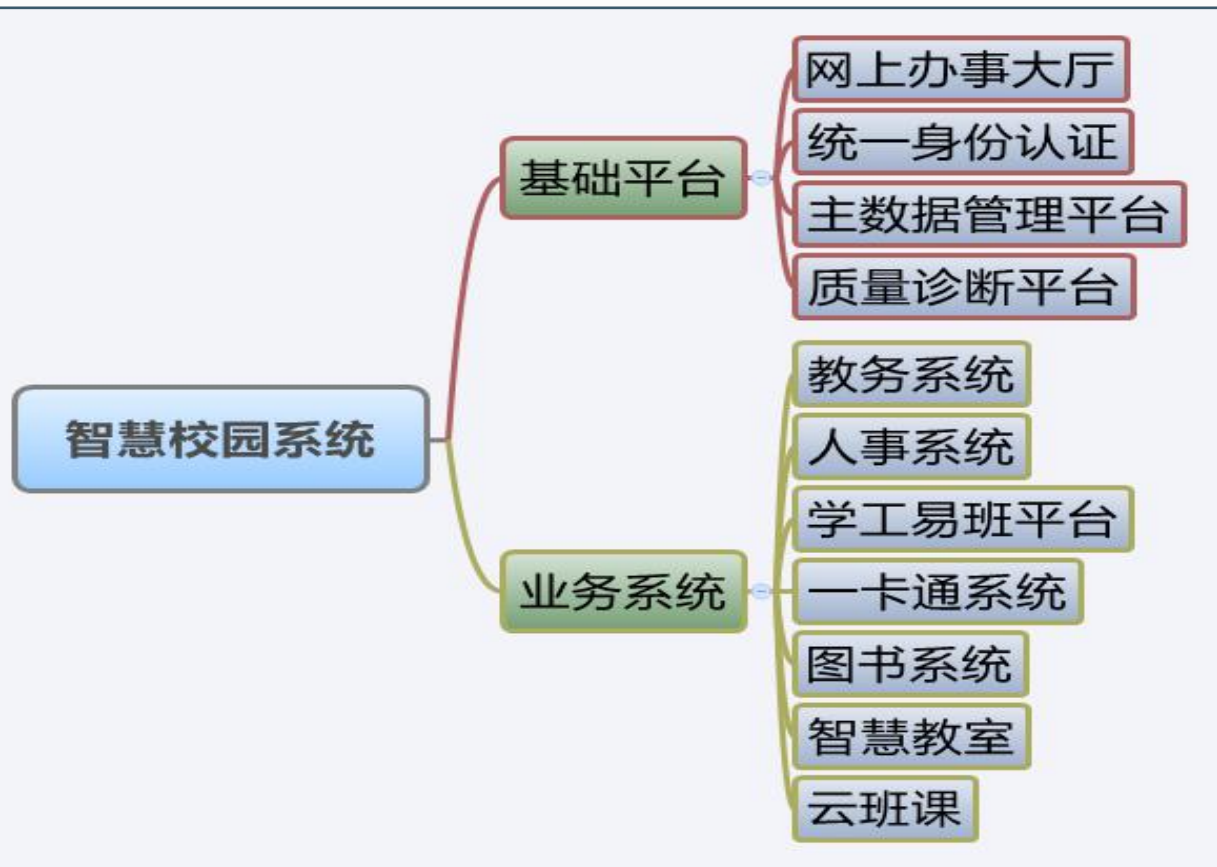 智慧校园系统
基础平台
网上办事大厅
统一身份认证
主数据管理平台
质量诊断平台
业务系统
教务系统
人事系统
学工易班平台
一卡通系统
图书系统
智慧教室
云班课